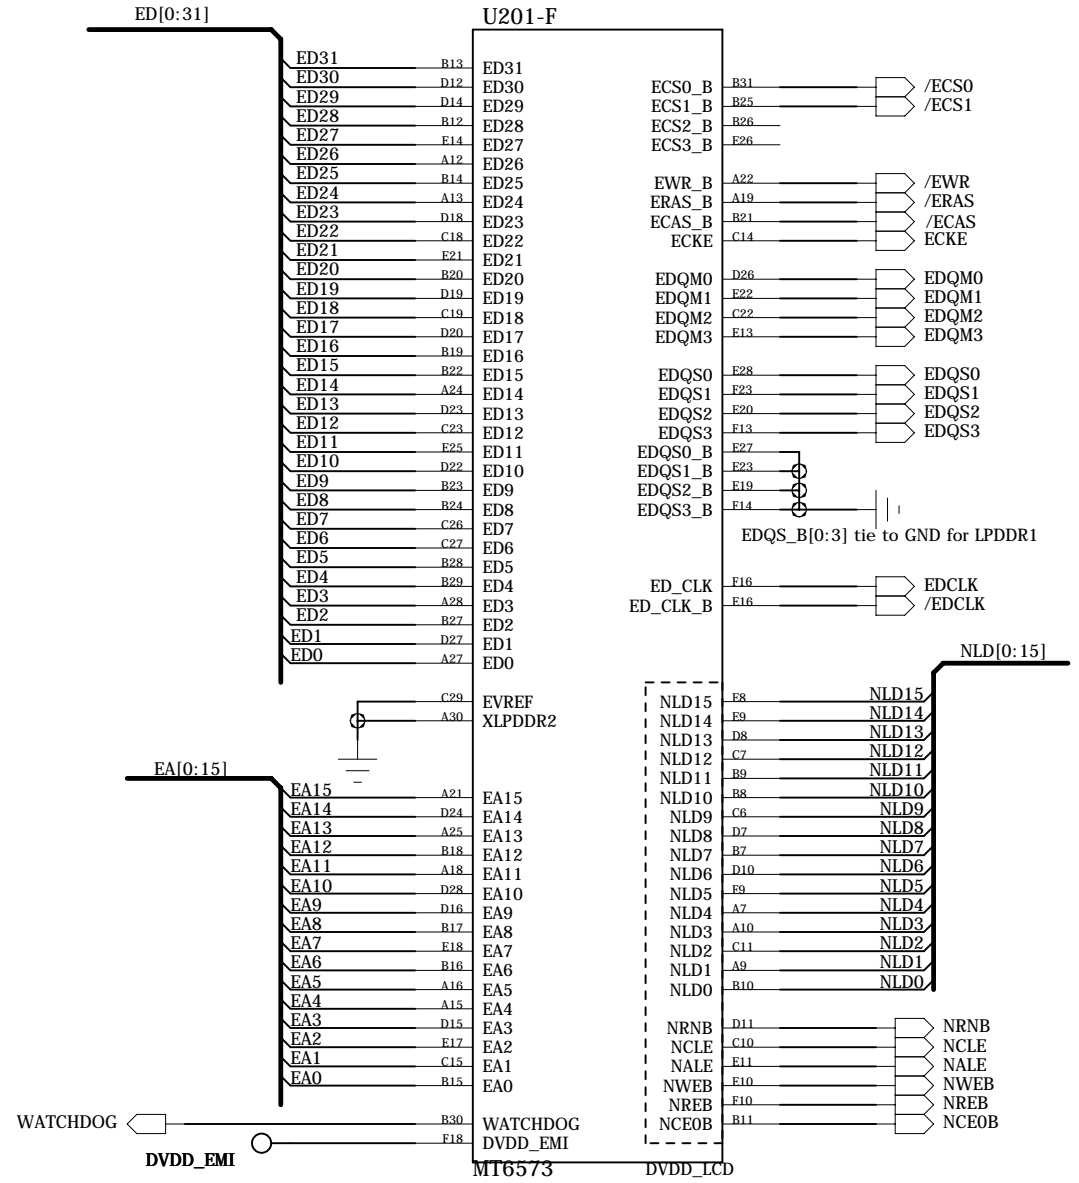 ED[0:31]
U201-F
ED31 B13 ED31
ED30 D12 ED30
ED29 D14 ED29
ED28 B12 ED28
ED27 E14 ED27
ED26 A12 ED26
ED25 B14 ED25
ED24 A13 ED24
ED23 D18 ED23
ED22 C18 ED22
ED21 E21 ED21
ED20 B20 ED20
ED19 D19 ED19
ED18 C19 ED18
ED17 D20 ED17
ED16 B19 ED16
ED15 B22 ED15
ED14 A24 ED14
ED13 D23 ED13
ED12 C23 ED12
ED11 E25 ED11
ED10 D22 ED10
ED9 B23 ED9
ED8 B24 ED8
ED7 C26 ED7
ED6 C27 ED6
ED5 B28 ED5
ED4 B29 ED4
ED3 A28 ED3
ED2 B27 ED2
ED1 D27 ED1
ED0 A27 ED0
C29 EVREF
A30 XLPDDR2
EA[0:15]
EA15 A21 EA15
EA14 D24 EA14
EA13 A25 EA13
EA12 B18 EA12
EA11 A18 EA11
EA10 D28 EA10
EA9 D16 EA9
EA8 B17 EA8
EA7 E18 EA7
EA6 B16 EA6
EA5 A16 EA5
EA4 A15 EA4
EA3 D15 EA3
EA2 E17 EA2
EA1 C15 EA1
EA0 B15 EA0
WATCHDOG B30 WATCHDOG
DVDD_EMI F18 DVDD_EMI
MT6573
ECS0_B B31 /ECS0
ECS1_B B25 /ECS1
ECS2_B B26
ECS3_B E26
EWR_B A22 /EWR
ERAS_B A19 /ERAS
ECAS_B B21 /ECAS
ECKE C14 ECKE
EDQM0 D26 EDQM0
EDQM1 E22 EDQM1
EDQM2 C22 EDQM2
EDQM3 E13 EDQM3
EDQS0 E28 EDQS0
EDQS1 F23 EDQS1
EDQS2 E20 EDQS2
EDQS3 F13 EDQS3
EDQS0_B E27
EDQS1_B E23
EDQS2_B E19
EDQS3_B F14
EDQS_B[0:3] tie to GND for LPDDR1
ED_CLK F16 EDCLK
ED_CLK_B E16 /EDCLK
NLD[0:15]
NLD15 E8 NLD15
NLD14 E9 NLD14
NLD13 D8 NLD13
NLD12 C7 NLD12
NLD11 B9 NLD11
NLD10 B8 NLD10
NLD9 C6 NLD9
NLD8 D7 NLD8
NLD7 B7 NLD7
NLD6 D10 NLD6
NLD5 F9 NLD5
NLD4 A7 NLD4
NLD3 A10 NLD3
NLD2 C11 NLD2
NLD1 A9 NLD1
NLD0 B10 NLD0
NRNB D11 NRNB
NCLE C10 NCLE
NALE E11 NALE
NWEB E10 NWEB
NREB F10 NREB
NCE0B B11 NCE0B
DVDD_LCD